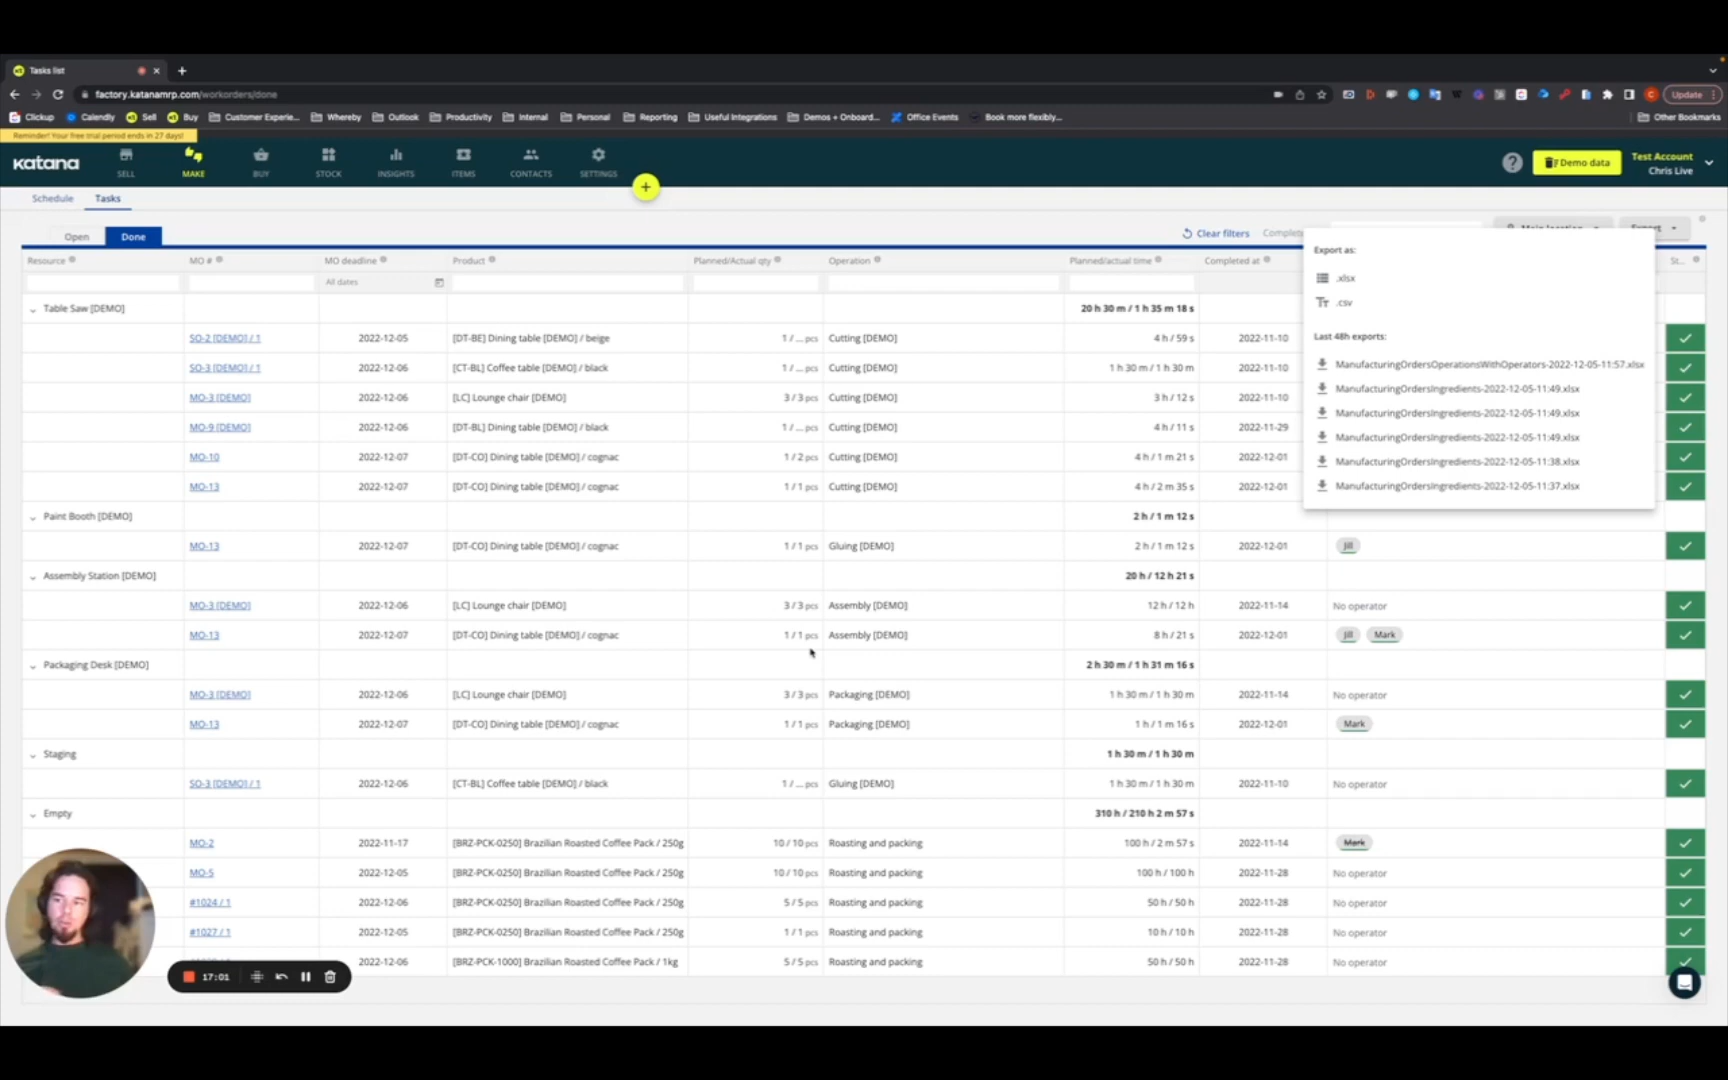 Tasks list
factory.katanamrp.com/workorders/done
Update
Clickup Calendly Sell Buy Customer Experie... Whereby Outlook Productivity Internal Personal Reporting Useful Integrations Demos + Onboard... Office Events Book more flexibly... Other Bookmarks
Reminder! Your free trial period ends in 27 days!
katana SELL MAKE BUY STOCK INSIGHTS ITEMS CONTACTS SETTINGS + ? Demo data Test Account
Chris Live
Schedule Tasks
Open Done Clear filters Complete Main location Export
Resource MO # MO deadline Product Planned/Actual qty Operation Planned/actual time Completed at St...
All dates
Table Saw [DEMO] 20 h 30 m / 1 h 35 m 18 s
SO-2 [DEMO] / 1 2022-12-05 [DT-BE] Dining table [DEMO] / beige 1 / ... pcs Cutting [DEMO] 4 h / 59 s 2022-11-10
SO-3 [DEMO] / 1 2022-12-06 [CT-BL] Coffee table [DEMO] / black 1 / ... pcs Cutting [DEMO] 1 h 30 m / 1 h 30 m 2022-11-10
MO-3 [DEMO] 2022-12-06 [LC] Lounge chair [DEMO] 3 / 3 pcs Cutting [DEMO] 3 h / 12 s 2022-11-10
MO-9 [DEMO] 2022-12-06 [DT-BL] Dining table [DEMO] / black 1 / ... pcs Cutting [DEMO] 4 h / 11 s 2022-11-29
MO-10 2022-12-07 [DT-CO] Dining table [DEMO] / cognac 1 / 2 pcs Cutting [DEMO] 4 h / 1 m 21 s 2022-12-01
MO-13 2022-12-07 [DT-CO] Dining table [DEMO] / cognac 1 / 1 pcs Cutting [DEMO] 4 h / 2 m 35 s 2022-12-01
Export as:
.xlsx
.csv
Last 48h exports:
ManufacturingOrdersOperationsWithOperators-2022-12-05-11:57.xlsx
ManufacturingOrdersIngredients-2022-12-05-11:49.xlsx
ManufacturingOrdersIngredients-2022-12-05-11:49.xlsx
ManufacturingOrdersIngredients-2022-12-05-11:49.xlsx
ManufacturingOrdersIngredients-2022-12-05-11:38.xlsx
ManufacturingOrdersIngredients-2022-12-05-11:37.xlsx
Paint Booth [DEMO] 2 h / 1 m 12 s
MO-13 2022-12-07 [DT-CO] Dining table [DEMO] / cognac 1 / 1 pcs Gluing [DEMO] 2 h / 1 m 12 s 2022-12-01 Jill
Assembly Station [DEMO] 20 h / 12 h 21 s
MO-3 [DEMO] 2022-12-06 [LC] Lounge chair [DEMO] 3 / 3 pcs Assembly [DEMO] 12 h / 12 h 2022-11-14 No operator
MO-13 2022-12-07 [DT-CO] Dining table [DEMO] / cognac 1 / 1 pcs Assembly [DEMO] 8 h / 21 s 2022-12-01 Jill Mark
Packaging Desk [DEMO] 2 h 30 m / 1 h 31 m 16 s
MO-3 [DEMO] 2022-12-06 [LC] Lounge chair [DEMO] 3 / 3 pcs Packaging [DEMO] 1 h 30 m / 1 h 30 m 2022-11-14 No operator
MO-13 2022-12-07 [DT-CO] Dining table [DEMO] / cognac 1 / 1 pcs Packaging [DEMO] 1 h / 1 m 16 s 2022-12-01 Mark
Staging 1 h 30 m / 1 h 30 m
SO-3 [DEMO] / 1 2022-12-06 [CT-BL] Coffee table [DEMO] / black 1 / ... pcs Gluing [DEMO] 1 h 30 m / 1 h 30 m 2022-11-10 No operator
Empty 310 h / 210 h 2 m 57 s
MO-2 2022-11-17 [BRZ-PCK-0250] Brazilian Roasted Coffee Pack / 250g 10 / 10 pcs Roasting and packing 100 h / 2 m 57 s 2022-11-14 Mark
MO-5 2022-12-05 [BRZ-PCK-0250] Brazilian Roasted Coffee Pack / 250g 10 / 10 pcs Roasting and packing 100 h / 100 h 2022-11-28 No operator
#1024 / 1 2022-12-06 [BRZ-PCK-0250] Brazilian Roasted Coffee Pack / 250g 5 / 5 pcs Roasting and packing 50 h / 50 h 2022-11-28 No operator
#1027 / 1 2022-12-05 [BRZ-PCK-0250] Brazilian Roasted Coffee Pack / 250g 1 / 1 pcs Roasting and packing 10 h / 10 h 2022-11-28 No operator
2022-12-06 [BRZ-PCK-1000] Brazilian Roasted Coffee Pack / 1kg 5 / 5 pcs Roasting and packing 50 h / 50 h 2022-11-28 No operator
17:01